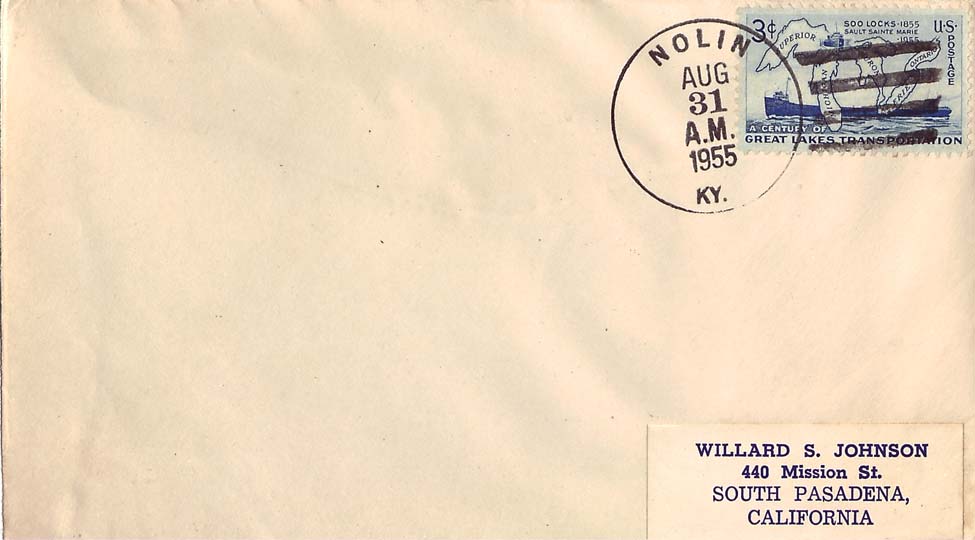 NOLIN
AUG
31
A.M.
1955
KY.
3¢
SOO LOCKS·1855
SAULT SAINTE MARIE
·1955
U·S·
POSTAGE
SUPERIOR
ONTARIO
ERIE
A CENTURY OF
GREAT LAKES TRANSPORTATION
WILLARD S. JOHNSON
440 Mission St.
SOUTH PASADENA,
CALIFORNIA